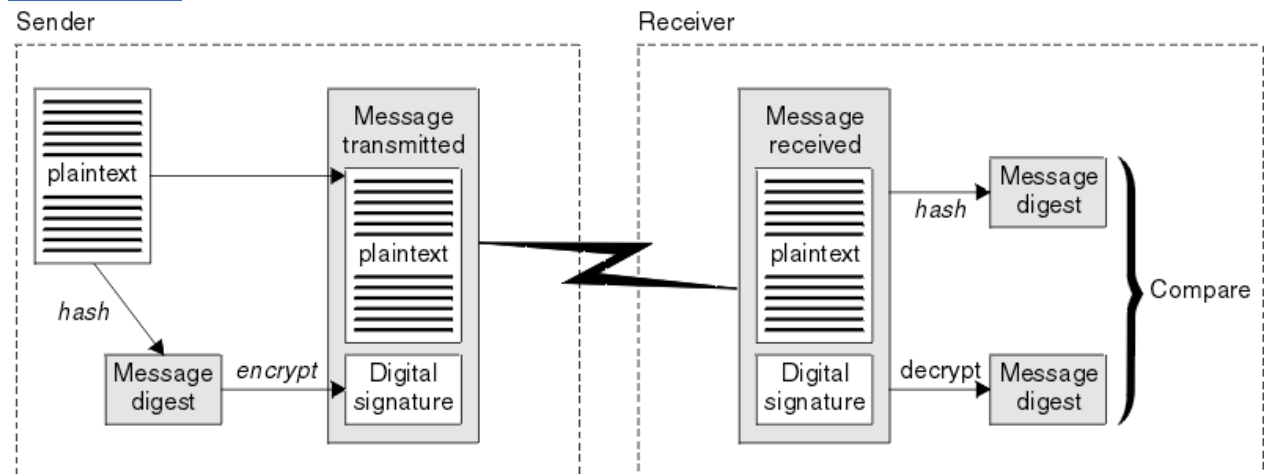 Sender
Receiver
Message
transmitted
plaintext
plaintext
hash
Message
digest
encrypt
Digital
signature
Message
received
plaintext
hash
Message
digest
Digital
signature
decrypt
Message
digest
Compare